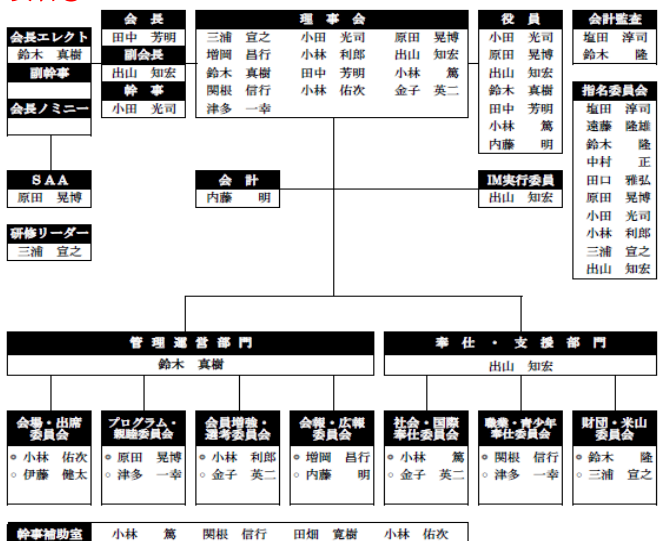 会長エレクト
鈴木 真樹
副幹事
会長ノミニー
会長
田中 芳明
副会長
出山 知宏
幹事
小田 光司
理事会
三浦 宣之 小田 光司 原田 晃博
増岡 昌行 小林 利郎 出山 知宏
鈴木 真樹 田中 芳明 小林 篤
関根 信行 小林 佑次 金子 英二
津多 一幸
役員
小田 光司
原田 晃博
出山 知宏
鈴木 真樹
田中 芳明
小林 篤
内藤 明
会計監査
塩田 淳司
鈴木 隆
指名委員会
塩田 淳司
遠藤 隆雄
鈴木 隆
中村 正
田口 雅弘
原田 晃博
小田 光司
小林 利郎
三浦 宣之
出山 知宏
SAA
原田 晃博
研修リーダー
三浦 宣之
会計
内藤 明
IM実行委員
出山 知宏
管理運営部門
鈴木 真樹
奉仕・支援部門
出山 知宏
会場・出席
委員会
◎ 小林 佑次
○ 伊藤 健太
プログラム・
親睦委員会
◎ 原田 晃博
○ 津多 一幸
会員増強・
選考委員会
◎ 小林 利郎
○ 金子 英二
会報・広報
委員会
◎ 増岡 昌行
○ 内藤 明
社会・国際
奉仕委員会
◎ 小林 篤
○ 金子 英二
職業・青少年
奉仕委員会
◎ 関根 信行
○ 津多 一幸
財団・米山
委員会
◎ 鈴木 隆
○ 三浦 宣之
幹事補助室 小林 篤 関根 信行 田畑 寛樹 小林 佑次